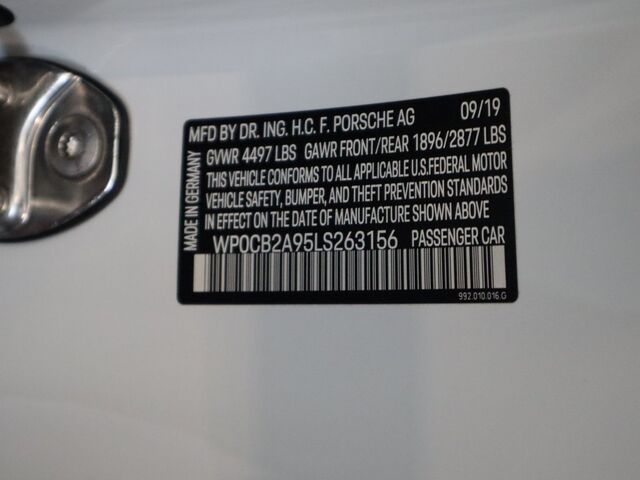 MFD BY DR. ING. H.C. F. PORSCHE AG 09/19
GVWR 4497 LBS GAWR FRONT/REAR 1896/2877 LBS
THIS VEHICLE CONFORMS TO ALL APPLICABLE U.S.FEDERAL MOTOR
VEHICLE SAFETY, BUMPER, AND THEFT PREVENTION STANDARDS
IN EFFECT ON THE DATE OF MANUFACTURE SHOWN ABOVE
WP0CB2A95LS263156 PASSENGER CAR
992.010.016.G
MADE IN GERMANY